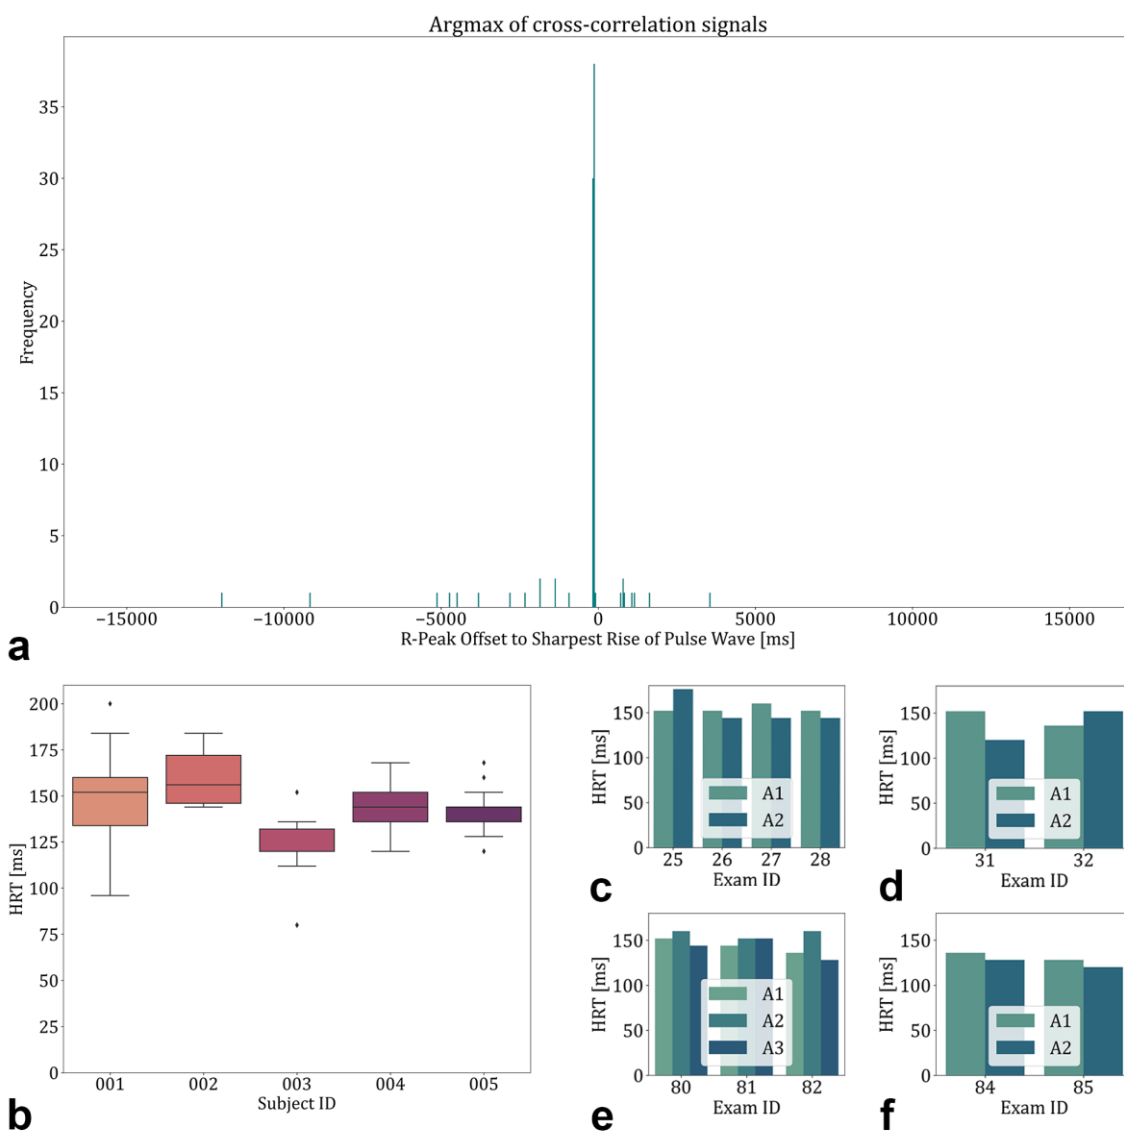 Argmax of cross-correlation signals
Frequency
35
30
25
20
15
10
5
0
−15000 −10000 −5000 0 5000 10000 15000
R-Peak Offset to Sharpest Rise of Pulse Wave [ms]
a
HRT [ms]
200
175
150
125
100
75
50
25
0
001 002 003 004 005
Subject ID
b
HRT [ms]
150
100
50
0
A1
A2
25 26 27 28
Exam ID
c
HRT [ms]
150
100
50
0
A1
A2
31 32
Exam ID
d
HRT [ms]
150
100
50
0
A1
A2
A3
80 81 82
Exam ID
e
HRT [ms]
150
100
50
0
A1
A2
84 85
Exam ID
f